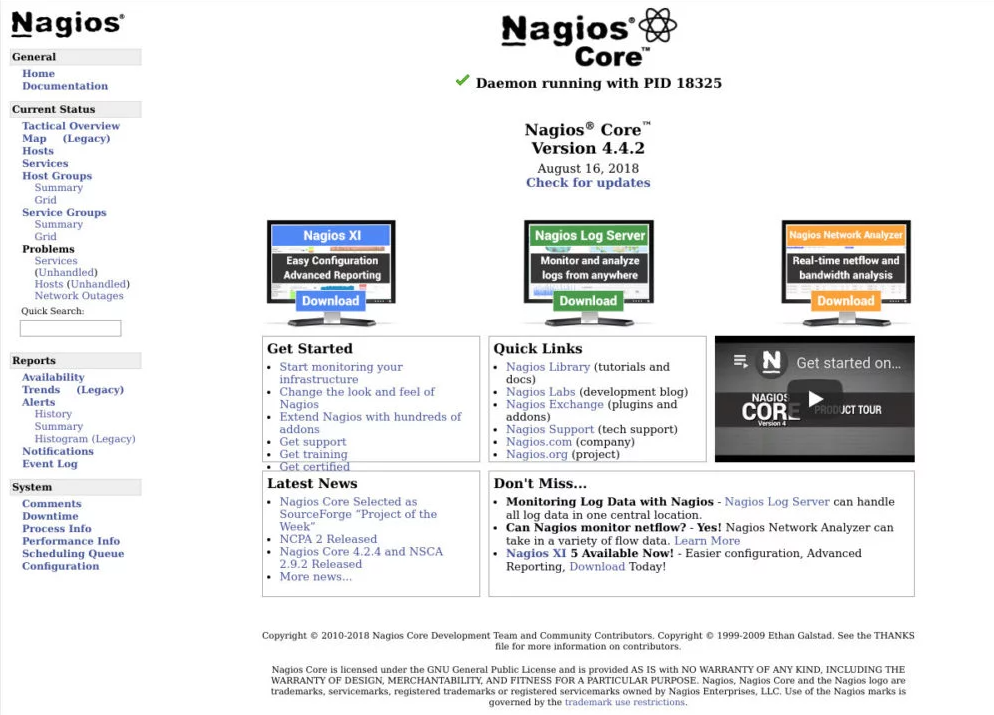 Nagios®
General
Home
Documentation
Current Status
Tactical Overview
Map (Legacy)
Hosts
Services
Host Groups
Summary
Grid
Service Groups
Summary
Grid
Problems
Services
(Unhandled)
Hosts (Unhandled)
Network Outages
Quick Search:
Reports
Availability
Trends (Legacy)
Alerts
History
Summary
Histogram (Legacy)
Notifications
Event Log
System
Comments
Downtime
Process Info
Performance Info
Scheduling Queue
Configuration
Nagios®
Core™
Daemon running with PID 18325
Nagios® Core™
Version 4.4.2
August 16, 2018
Check for updates
Nagios XI
Easy Configuration
Advanced Reporting
Download
Nagios Log Server
Monitor and analyze
logs from anywhere
Download
Nagios Network Analyzer
Real-time netflow and
bandwidth analysis
Download
Get Started
• Start monitoring your
infrastructure
• Change the look and feel of
Nagios
• Extend Nagios with hundreds of
addons
• Get support
• Get training
• Get certified
Quick Links
• Nagios Library (tutorials and
docs)
• Nagios Labs (development blog)
• Nagios Exchange (plugins and
addons)
• Nagios Support (tech support)
• Nagios.com (company)
• Nagios.org (project)
N Get started on...
NAGIOS
CORE PRODUCT TOUR
Version 4
Latest News
• Nagios Core Selected as
SourceForge “Project of the
Week”
• NCPA 2 Released
• Nagios Core 4.2.4 and NSCA
2.9.2 Released
• More news...
Don't Miss...
• Monitoring Log Data with Nagios - Nagios Log Server can handle
all log data in one central location.
• Can Nagios monitor netflow? - Yes! Nagios Network Analyzer can
take in a variety of flow data. Learn More
• Nagios XI 5 Available Now! - Easier configuration, Advanced
Reporting, Download Today!
Copyright © 2010-2018 Nagios Core Development Team and Community Contributors. Copyright © 1999-2009 Ethan Galstad. See the THANKS
file for more information on contributors.
Nagios Core is licensed under the GNU General Public License and is provided AS IS with NO WARRANTY OF ANY KIND, INCLUDING THE
WARRANTY OF DESIGN, MERCHANTABILITY, AND FITNESS FOR A PARTICULAR PURPOSE. Nagios, Nagios Core and the Nagios logo are
trademarks, servicemarks, registered trademarks or registered servicemarks owned by Nagios Enterprises, LLC. Use of the Nagios marks is
governed by the trademark use restrictions.